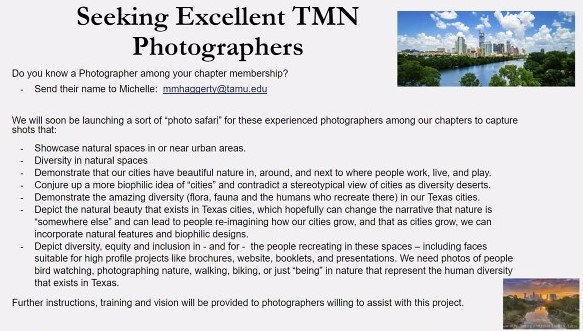 Seeking Excellent TMN
Photographers
Do you know a Photographer among your chapter membership?
- Send their name to Michelle: mmhaggerty@tamu.edu
We will soon be launching a sort of “photo safari” for these experienced photographers among our chapters to capture
shots that:
- Showcase natural spaces in or near urban areas.
- Diversity in natural spaces
- Demonstrate that our cities have beautiful nature in, around, and next to where people work, live, and play.
- Conjure up a more biophilic idea of “cities” and contradict a stereotypical view of cities as diversity deserts.
- Demonstrate the amazing diversity (flora, fauna and the humans who recreate there) in our Texas cities.
- Depict the natural beauty that exists in Texas cities, which hopefully can change the narrative that nature is
“somewhere else” and can lead to people re-imagining how our cities grow, and that as cities grow, we can
incorporate natural features and biophilic designs.
- Depict diversity, equity and inclusion in - and for - the people recreating in these spaces – including faces
suitable for high profile projects like brochures, website, booklets, and presentations. We need photos of people
bird watching, photographing nature, walking, biking, or just “being” in nature that represent the human diversity
that exists in Texas.
Further instructions, training and vision will be provided to photographers willing to assist with this project.